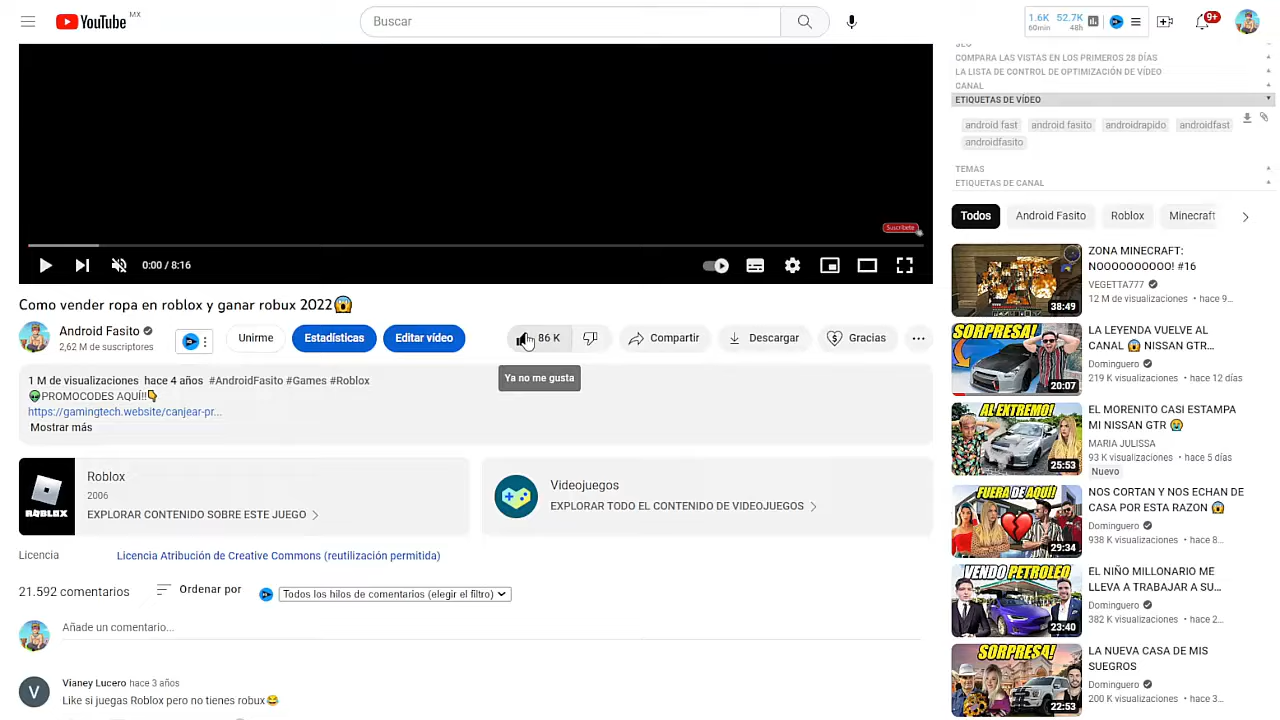 YouTube MX
Buscar
1.6K 52,7K
60min 48h
9+
COMPARA LAS VISTAS EN LOS PRIMEROS 28 DÍAS
LA LISTA DE CONTROL DE OPTIMIZACIÓN DE VÍDEO
CANAL
ETIQUETAS DE VÍDEO
android fast android fasito androidrapido androidfast
androidfasito
TEMAS
ETIQUETAS DE CANAL
Suscribete
0:00 / 8:16
Como vender ropa en roblox y ganar robux 2022😱
Android Fasito
2,62 M de suscriptores
Unirme
Estadísticas
Editar vídeo
86 K
Compartir
Descargar
Gracias
Ya no me gusta
1 M de visualizaciones hace 4 años #AndroidFasito #Games #Roblox
👽PROMOCODES AQUÍ!!👇
https://gamingtech.website/canjear-pr...
Mostrar más
ROBLOX
Roblox
2006
EXPLORAR CONTENIDO SOBRE ESTE JUEGO
Videojuegos
EXPLORAR TODO EL CONTENIDO DE VIDEOJUEGOS
Licencia
Licencia Atribución de Creative Commons (reutilización permitida)
21.592 comentarios
Ordenar por
Todos los hilos de comentarios (elegir el filtro)
Añade un comentario...
V
Vianey Lucero hace 3 años
Like si juegas Roblox pero no tienes robux😂
Todos
Android Fasito
Roblox
Minecraft
38:49
ZONA MINECRAFT:
NOOOOOOOOOO! #16
VEGETTA777
12 M de visualizaciones • hace 9...
SORPRESA!
20:07
LA LEYENDA VUELVE AL
CANAL 😱 NISSAN GTR...
Dominguero
219 K visualizaciones • hace 12 días
AL EXTREMO!
25:53
EL MORENITO CASI ESTAMPA
MI NISSAN GTR 😭
MARIA JULISSA
93 K visualizaciones • hace 5 días
Nuevo
FUERA DE AQUÍ!
29:34
NOS CORTAN Y NOS ECHAN DE
CASA POR ESTA RAZON 😱
Dominguero
938 K visualizaciones • hace 8...
VENDO PETROLEO
23:40
EL NIÑO MILLONARIO ME
LLEVA A TRABAJAR A SU...
Dominguero
382 K visualizaciones • hace 2...
SORPRESA!
22:53
LA NUEVA CASA DE MIS
SUEGROS
Dominguero
200 K visualizaciones • hace 3...